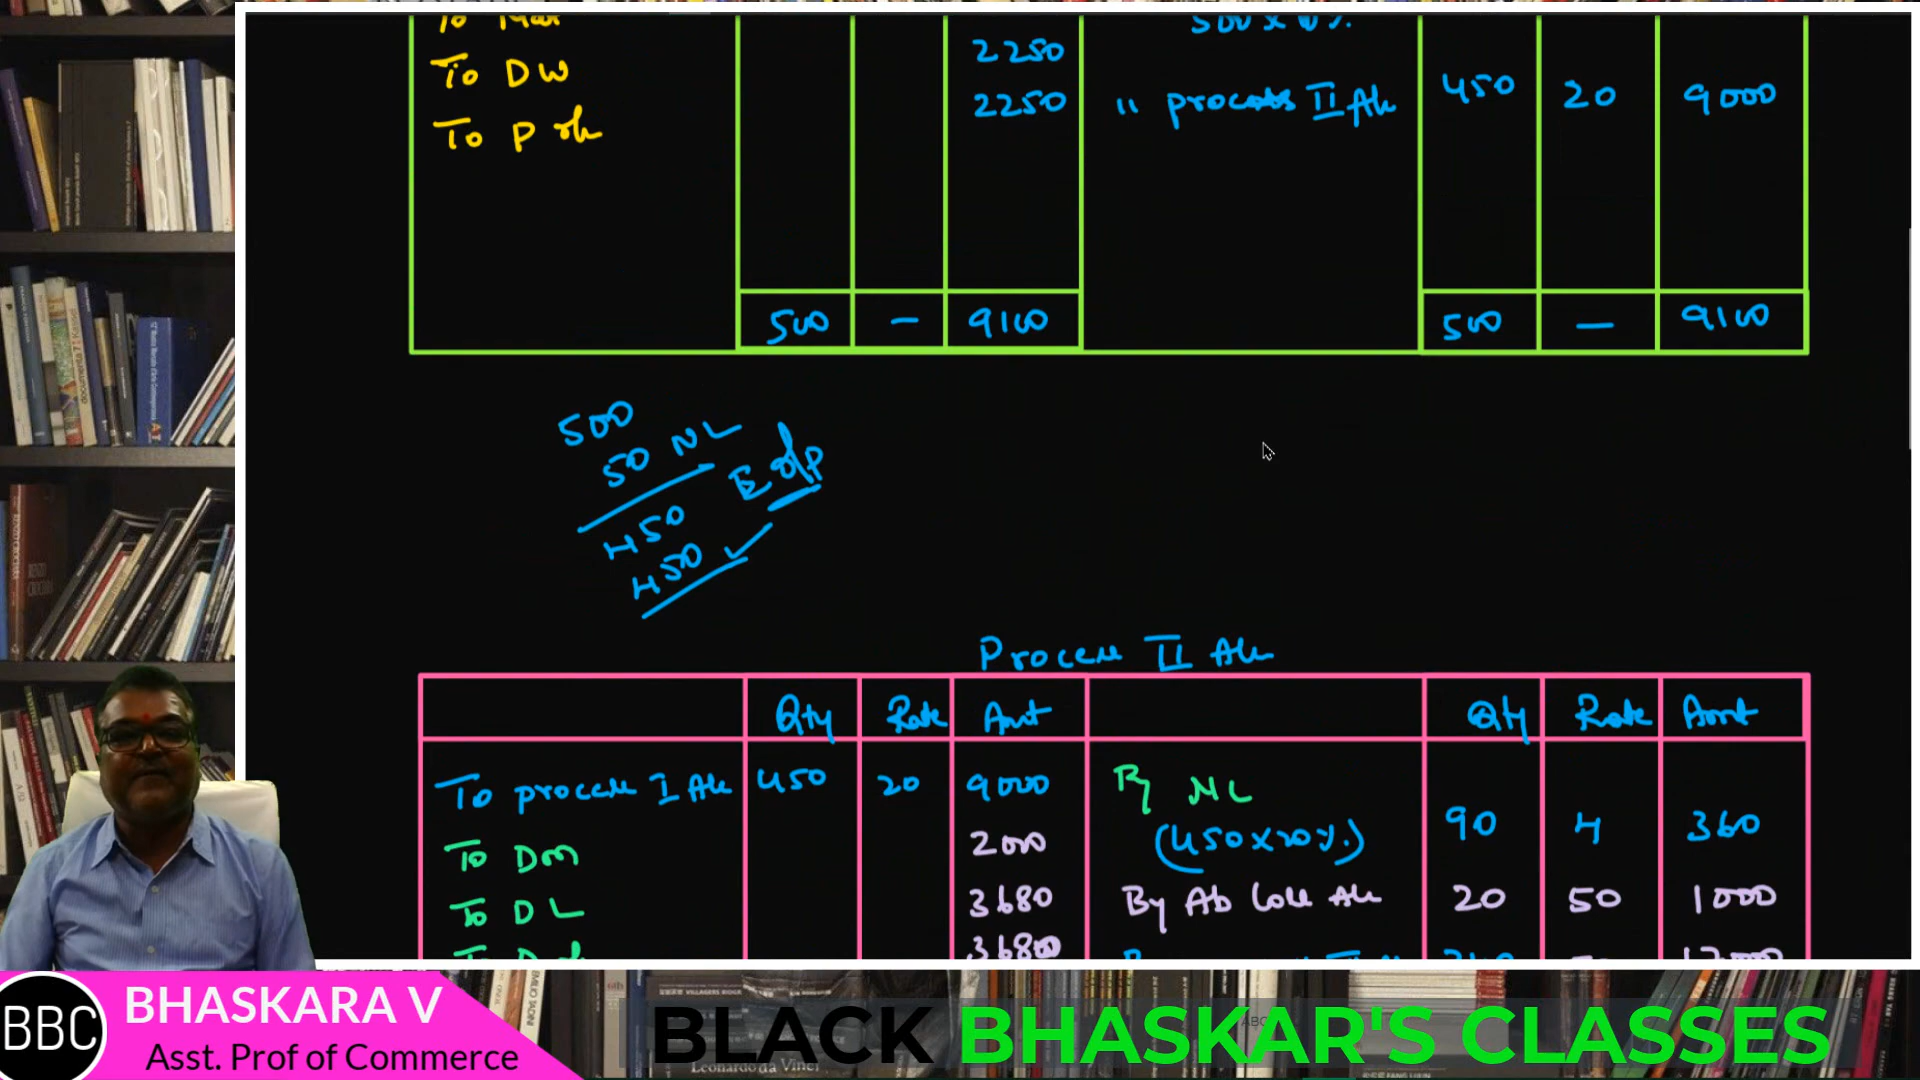 2250
To DW
2250
To P oh
" process II A/c 450 20 9000
500 – 9100
500 — 9100
500
50 NL
450 E o/p
450 ✓
Process II A/c
Qty Rate Amt Qty Rate Amt
To process I A/c 450 20 9000
By NL
(450x20%) 90 4 360
To DM 2000
To DL 3680
By Ab Loss A/c 20 50 1000
3680
BBC
BHASKARA V
Asst. Prof of Commerce
BLACK BHASKAR'S CLASSES